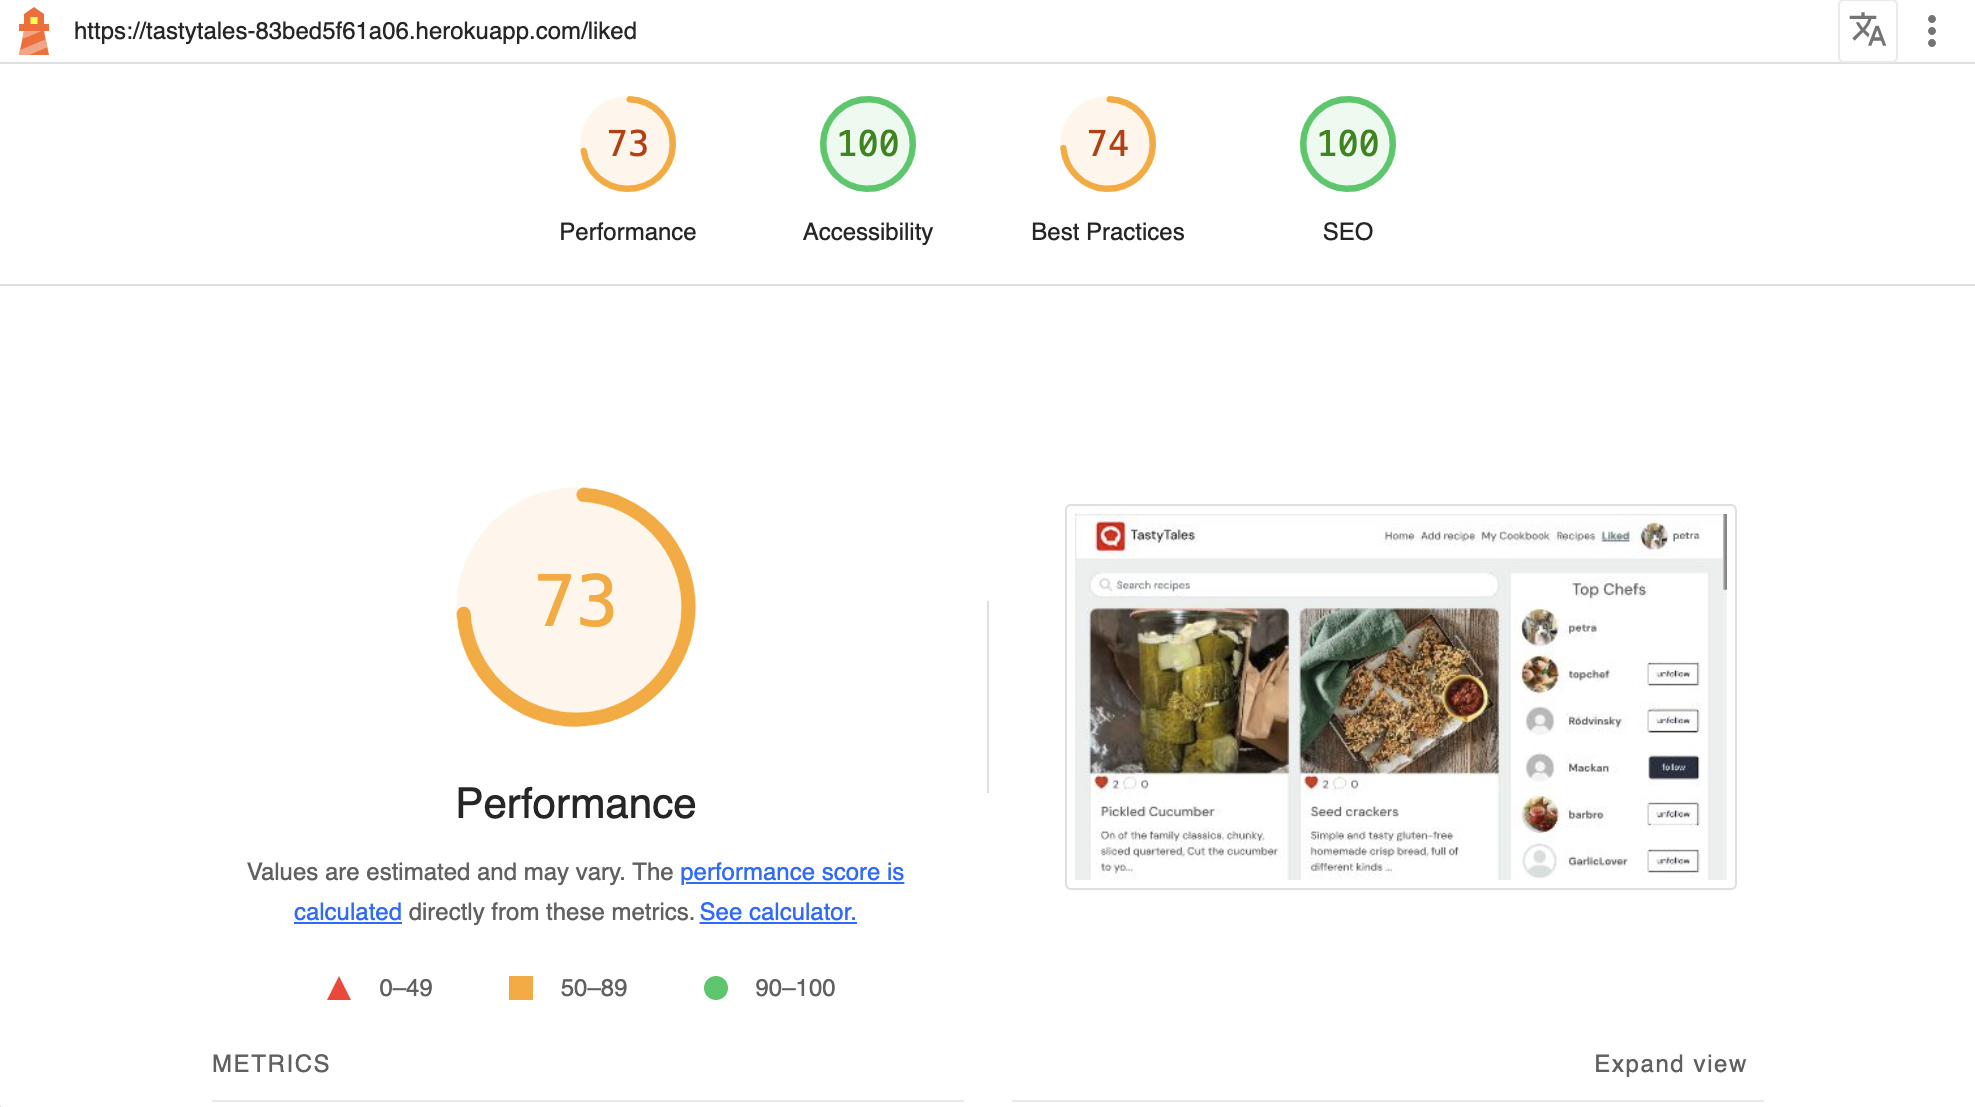 https://tastytales-83bed5f61a06.herokuapp.com/liked
73
100
74
100
Performance
Accessibility
Best Practices
SEO
73
Performance
Values are estimated and may vary. The performance score is
calculated directly from these metrics. See calculator.
0–49
50–89
90–100
TastyTales
Home Add recipe My Cookbook Recipes Liked petra
Search recipes
Top Chefs
petra
topchef unfollow
Rödvinsky unfollow
Mackan follow
barbro unfollow
GarlicLover unfollow
2 0
Pickled Cucumber
On of the family classics, chunky,
sliced quartered, Cut the cucumber
to yo...
2 0
Seed crackers
Simple and tasty gluten-free
homemade crisp bread, full of
different kinds ...
METRICS
Expand view